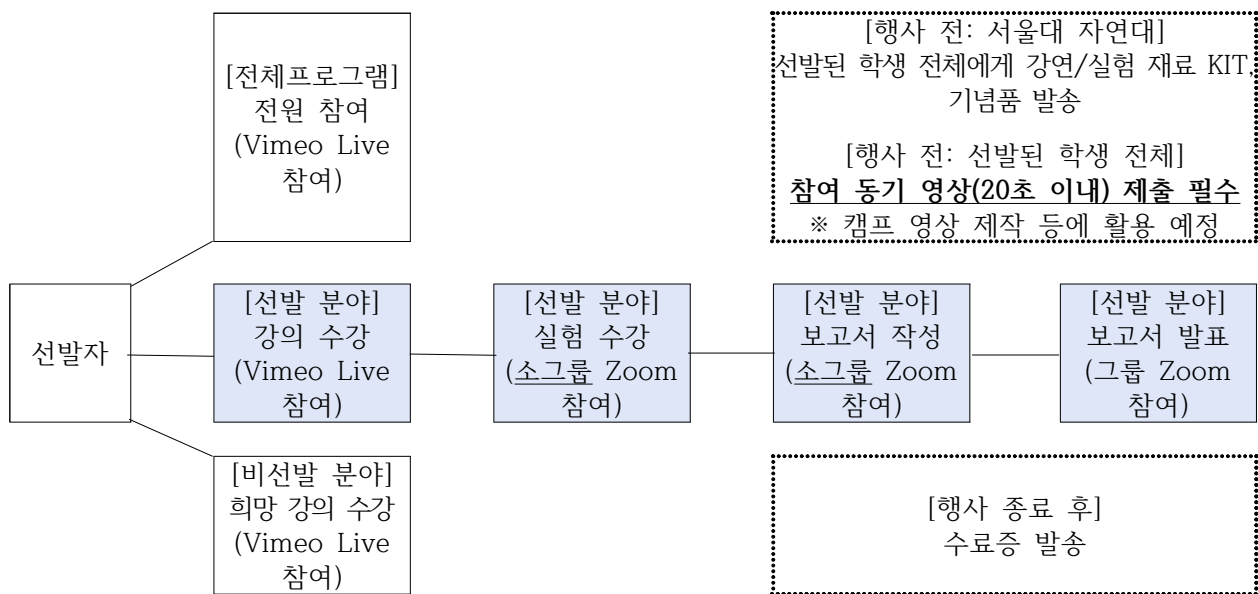 [전체프로그램]
전원 참여
(Vimeo Live
참여)
[행사 전: 서울대 자연대]
선발된 학생 전체에게 강연/실험 재료 KIT,
기념품 발송
[행사 전: 선발된 학생 전체]
참여 동기 영상(20초 이내) 제출 필수
※ 캠프 영상 제작 등에 활용 예정
선발자
[선발 분야]
강의 수강
(Vimeo Live
참여)
[선발 분야]
실험 수강
(소그룹 Zoom
참여)
[선발 분야]
보고서 작성
(소그룹 Zoom
참여)
[선발 분야]
보고서 발표
(그룹 Zoom
참여)
[비선발 분야]
희망 강의 수강
(Vimeo Live
참여)
[행사 종료 후]
수료증 발송